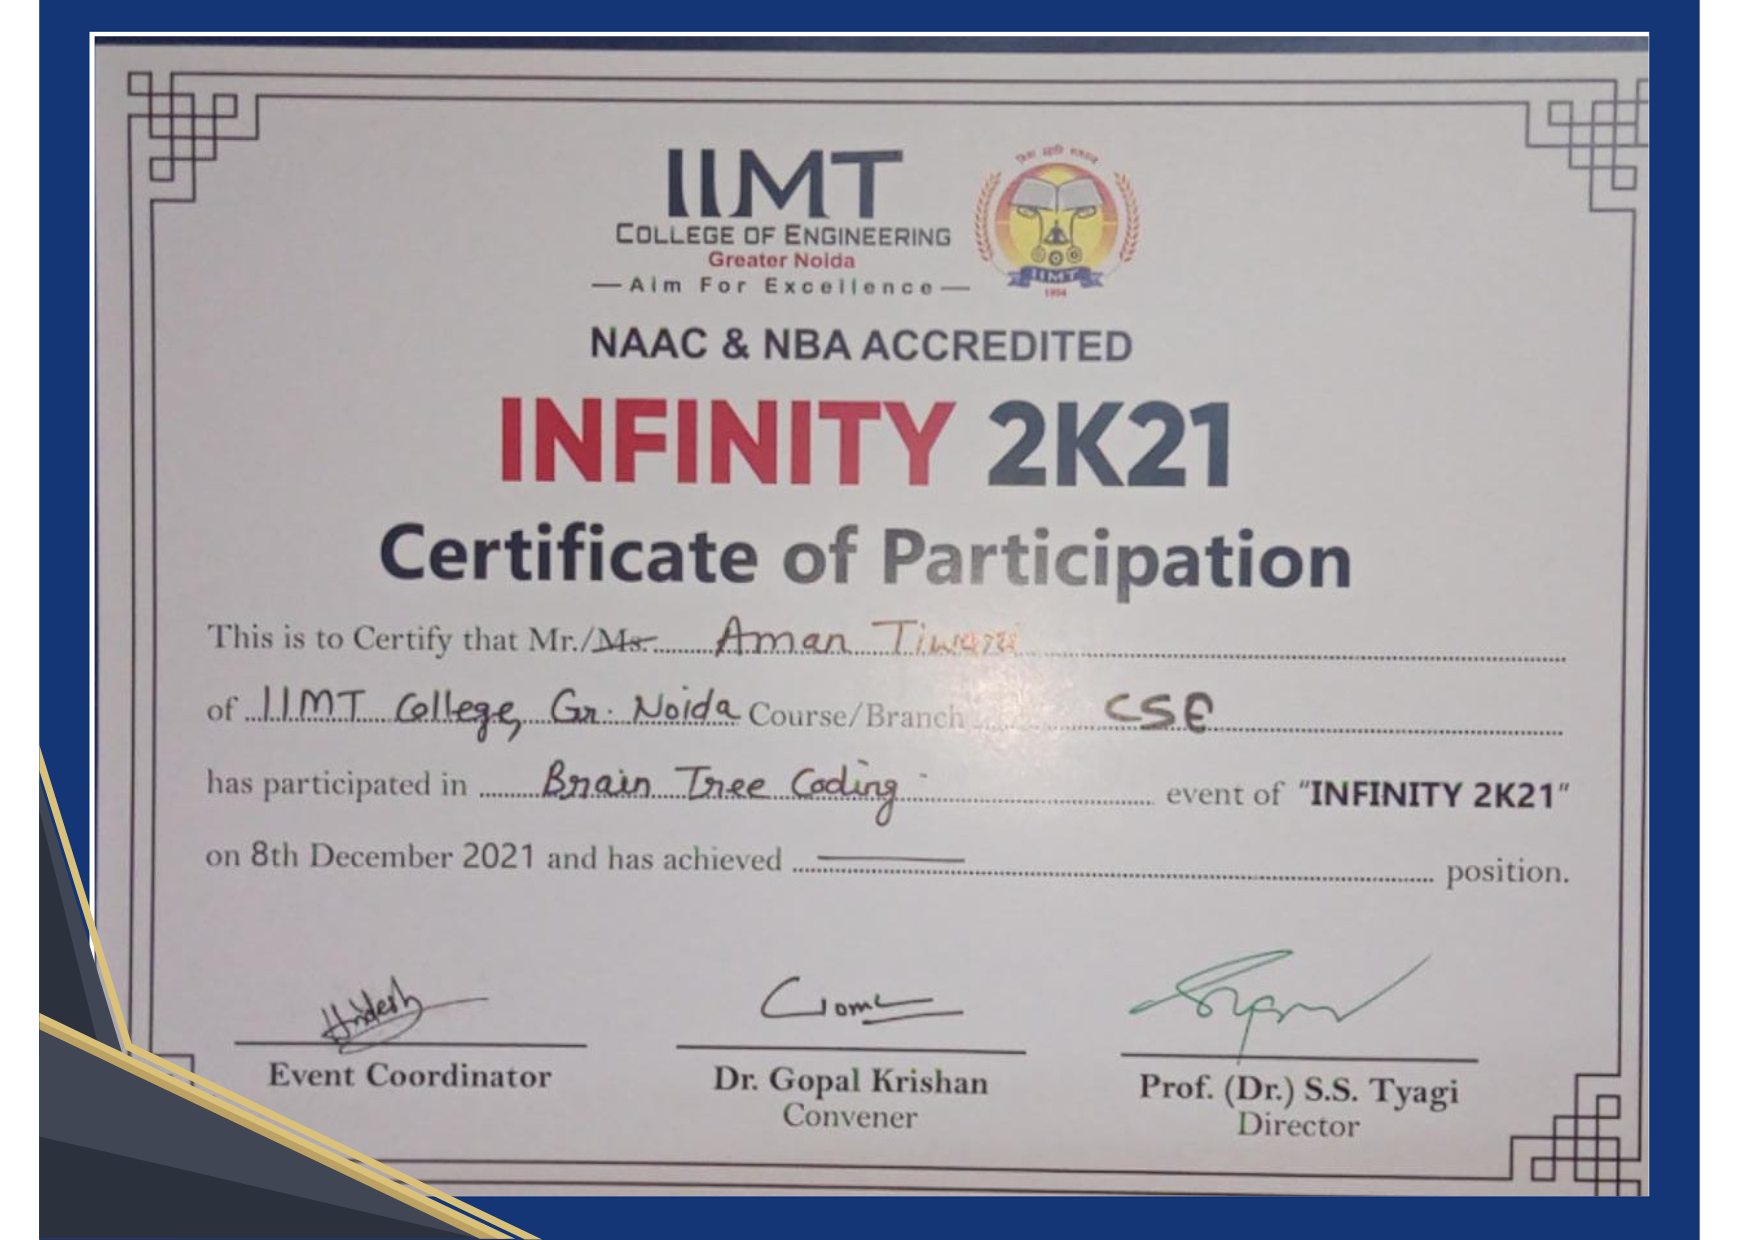 IIMT
COLLEGE OF ENGINEERING
Greater Noida
Aim For Excellence
IIMT
1994
NAAC & NBA ACCREDITED
INFINITY 2K21
Certificate of Participation
This is to Certify that Mr./Ms. Aman Tiwari
of IIMT College, Gr. Noida Course/Branch CSE
has participated in Brain Tree Coding event of "INFINITY 2K21"
on 8th December 2021 and has achieved position.
Event Coordinator
Dr. Gopal Krishan
Convener
Prof. (Dr.) S.S. Tyagi
Director